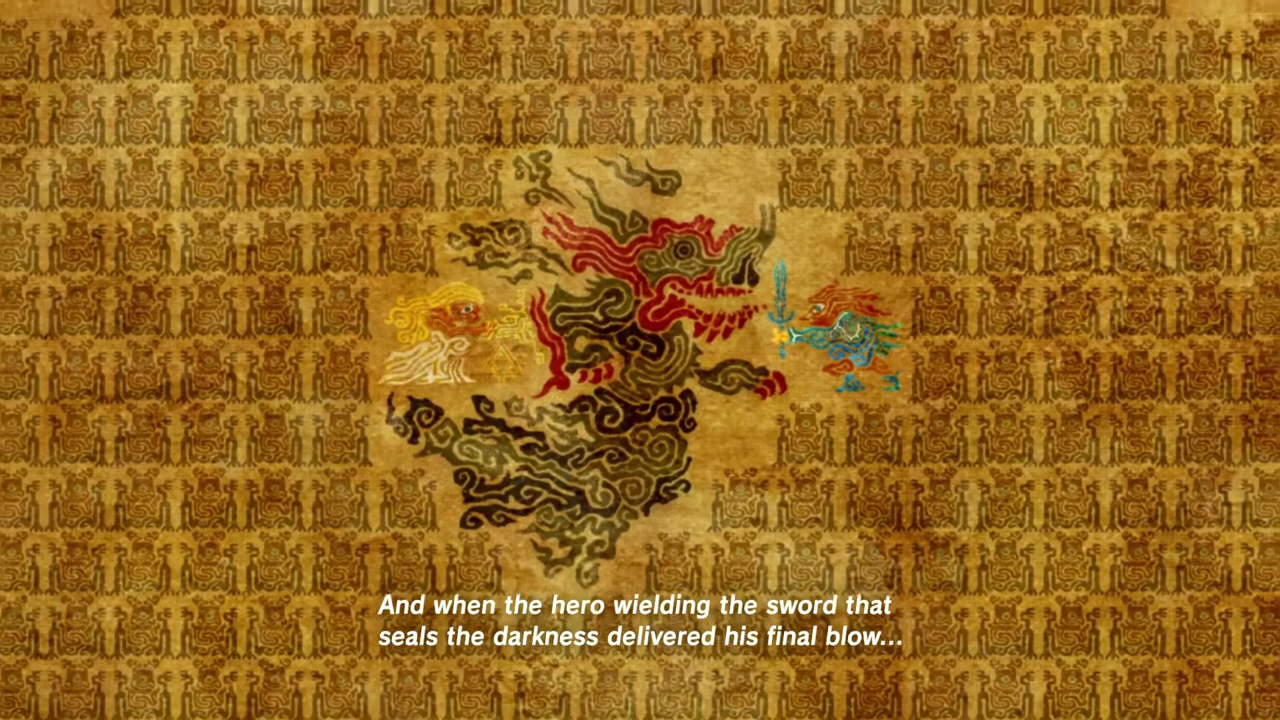 And when the hero wielding the sword that
seals the darkness delivered his final blow...